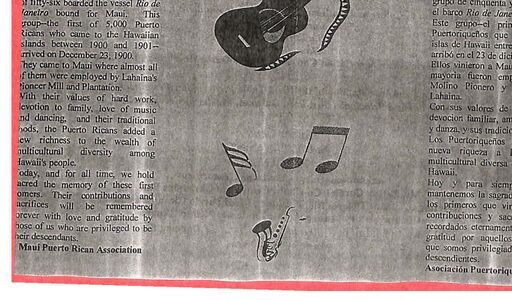 of fifty-six boarded the vessel Rio de
Janeiro bound for Maui. This
group--the first of 5,000 Puerto
Ricans who came to the Hawaiian
Islands between 1900 and 1901--
arrived on December 23, 1900.
They came to Maui where almost all
of them were employed by Lahaina's
Pioneer Mill and Plantation.
With their values of hard work,
devotion to family, love of music
and dancing, and their traditional
foods, the Puerto Ricans added a
new richness to the wealth of
multicultural diversity among
Hawaii's people.
Today, and for all time, we hold
sacred the memory of these first
comers. Their contributions and
sacrifices will be remembered
forever with love and gratitude by
those of us who are privileged to be
their descendants.
Maui Puerto Rican Association
grupo de cincuenta y
el barco Rio de Jane
Este grupo--el prin
Puertoriqueños que
islas de Hawaii entre
arribó en el 23 de dicie
Ellos vinieron a Maui
mayoria fueron emp
Molino Pionero y
Lahaina.
Con sus valores de
devocion familiar, am
y danza, y sus tradicio
Los Puertoriqueños
nueva riqueza a l
multicultural diversa
Hawaii.
Hoy y para siemp
mantenemos la sagrad
los primeros que vin
contribuciones y sac
recordados eternament
gratitud por aquellos
que somos privilegiad
descendientes.
Asociación Puertoriqu